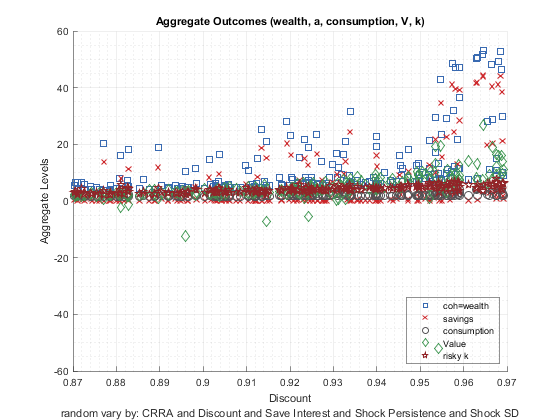 Aggregate Outcomes (wealth, a, consumption, V, k)
60
40
20
0
-20
-40
-60
Aggregate Levels
coh=wealth
savings
consumption
Value
risky k
0.87 0.88 0.89 0.9 0.91 0.92 0.93 0.94 0.95 0.96 0.97
Discount
random vary by: CRRA and Discount and Save Interest and Shock Persistence and Shock SD